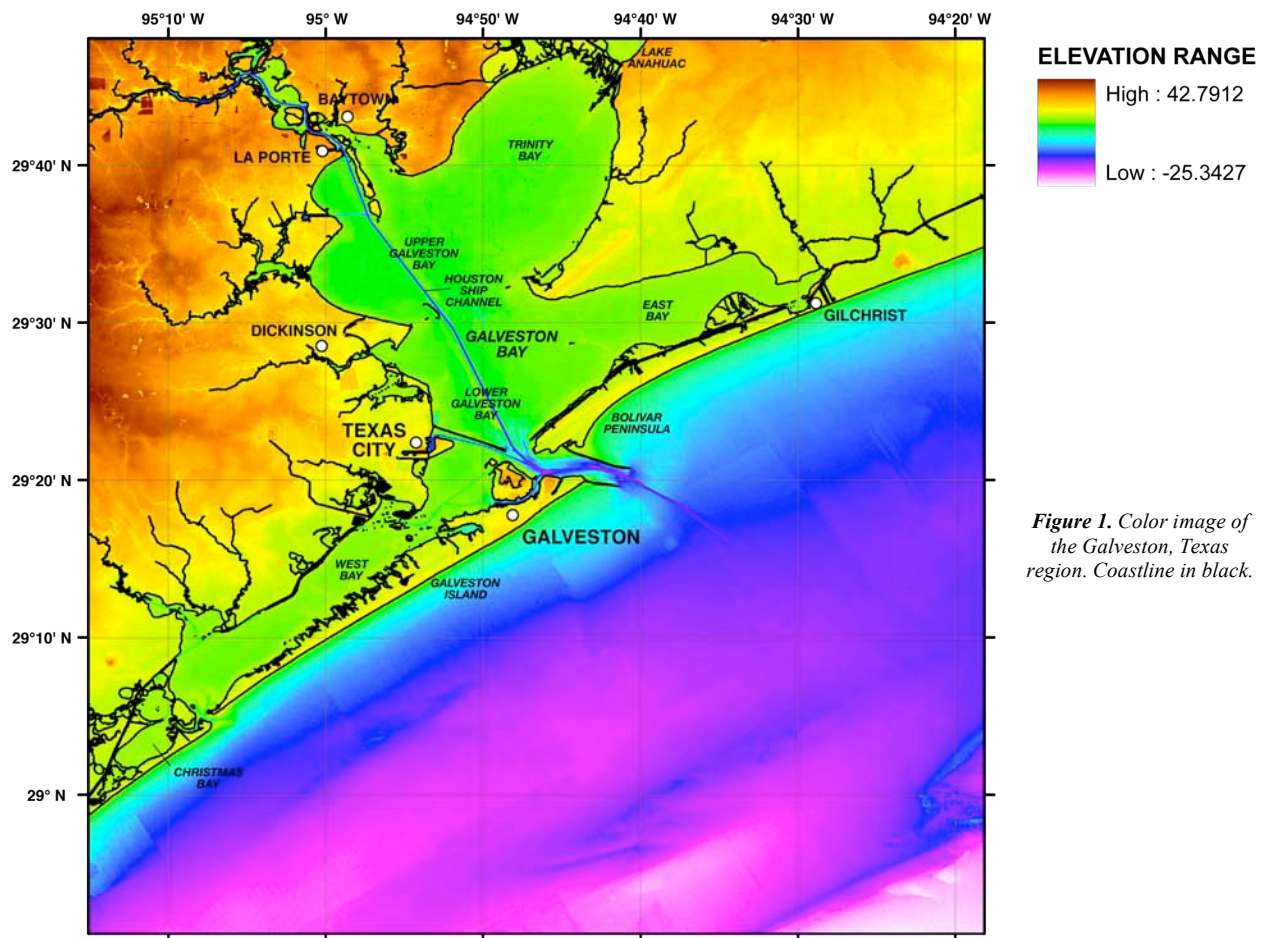 95°10' W
95°0' W
94°50' W
94°40' W
94°30' W
94°20' W
ELEVATION RANGE
High : 42.7912
Low : -25.3427
LAKE
ANAHUAC
BAYTOWN
TRINITY
BAY
29°40' N
LA PORTE
UPPER
GALVESTON
BAY
HOUSTON
SHIP
CHANNEL
EAST
BAY
GILCHRIST
29°30' N
DICKINSON
GALVESTON
BAY
LOWER
GALVESTON
BAY
BOLIVAR
PENINSULA
TEXAS
CITY
29°20' N
GALVESTON
Figure 1. Color image of
the Galveston, Texas
region. Coastline in black.
WEST
BAY
GALVESTON
ISLAND
29°10' N
CHRISTMAS
BAY
29° N